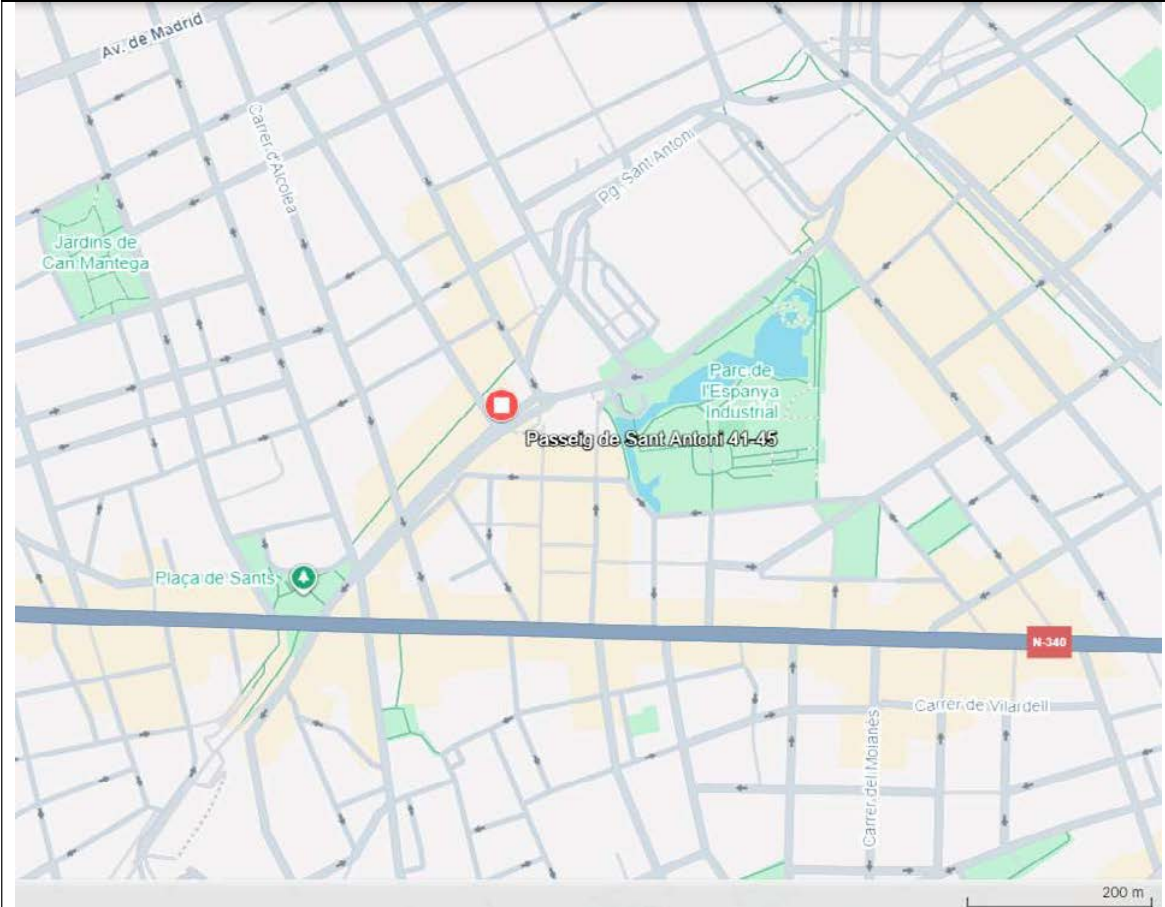 Av. de Madrid
Carrer d'Alcolea
Pg. Sant Antoni
Jardins de
Can Mantega
Parc de
l'Espanya
Industrial
Passeig de Sant Antoni 41-45
Plaça de Sants
N-340
Carrer de Vilardell
Carrer del Moianès
200 m